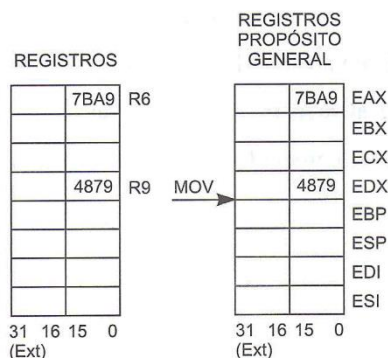 REGISTROS
7BA9 R6
4879 R9
31 16 15 0
(Ext)
MOV
REGISTROS
PROPÓSITO
GENERAL
7BA9 EAX
EBX
ECX
4879 EDX
EBP
ESP
EDI
ESI
31 16 15 0
(Ext)